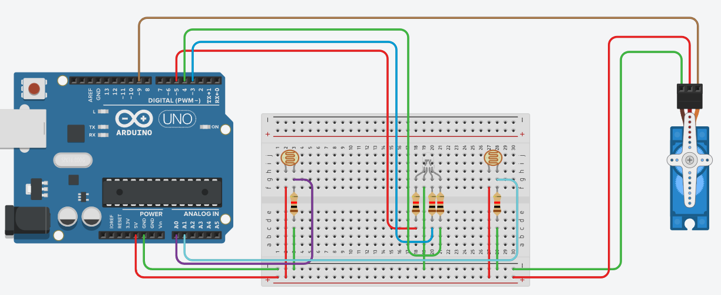 AREF
GND
13
12
~11
~10
~9
8
7
~6
~5
4
~3
2
TX→1
RX←0
DIGITAL (PWM~)
L
TX
RX
ARDUINO
UNO
ON
POWER
ANALOG IN
IOREF
RESET
3.3V
5V
GND
GND
Vin
A0
A1
A2
A3
A4
A5
a b c d e
f g h i j